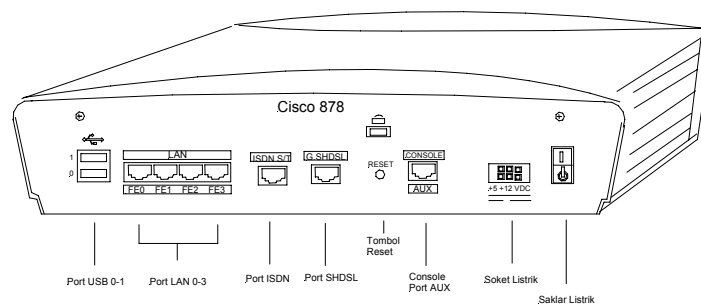 Cisco 878
1
0
LAN
FE0 FE1 FE2 FE3
ISDN S/T
G.SHDSL
RESET
CONSOLE
AUX
+5 +12 VDC
Port USB 0-1
Port LAN 0-3
Port ISDN
Port SHDSL
Tombol
Reset
Console
Port AUX
Soket Listrik
Saklar Listrik